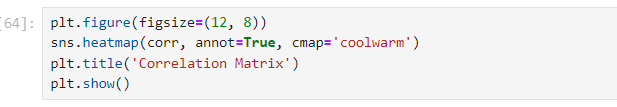 [64]: plt.figure(figsize=(12, 8))
sns.heatmap(corr, annot=True, cmap='coolwarm')
plt.title('Correlation Matrix')
plt.show()